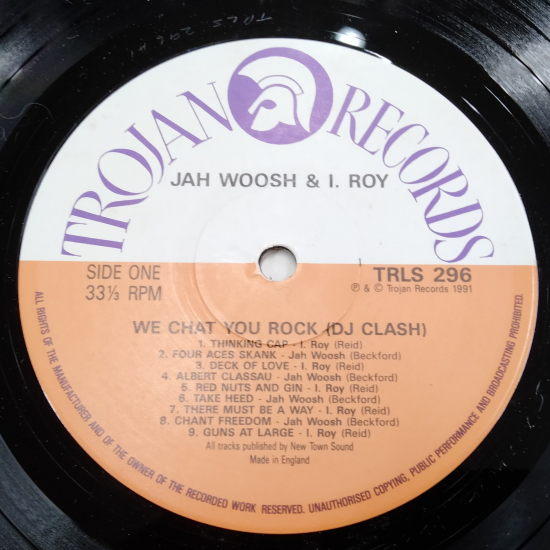 TRLS 296 A1
TROJAN RECORDS
JAH WOOSH & I. ROY
SIDE ONE
33⅓ RPM
TRLS 296
℗ & © Trojan Records 1991
WE CHAT YOU ROCK (DJ CLASH)
1. THINKING CAP - I. Roy (Reid)
2. FOUR ACES SKANK - Jah Woosh (Beckford)
3. DECK OF LOVE - I. Roy (Reid)
4. ALBERT CLASSAU - Jah Woosh (Beckford)
5. RED NUTS AND GIN - I. Roy (Reid)
6. TAKE HEED - Jah Woosh (Beckford)
7. THERE MUST BE A WAY - I. Roy (Reid)
8. CHANT FREEDOM - Jah Woosh (Beckford)
9. GUNS AT LARGE - I. Roy (Reid)
All tracks published by New Town Sound
Made in England
ALL RIGHTS OF THE MANUFACTURER AND OF THE OWNER OF THE RECORDED WORK RESERVED. UNAUTHORISED COPYING, PUBLIC PERFORMANCE AND BROADCASTING PROHIBITED.